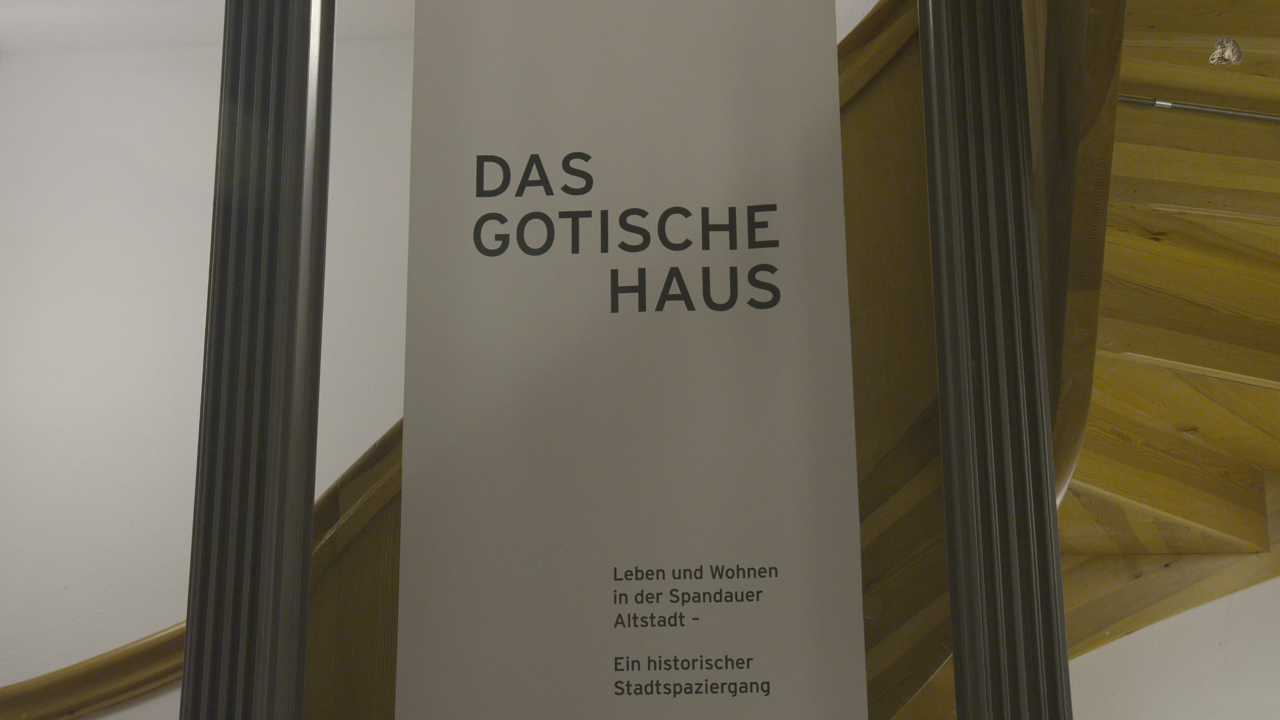 DAS
GOTISCHE
HAUS
Leben und Wohnen
in der Spandauer
Altstadt –
Ein historischer
Stadtspaziergang